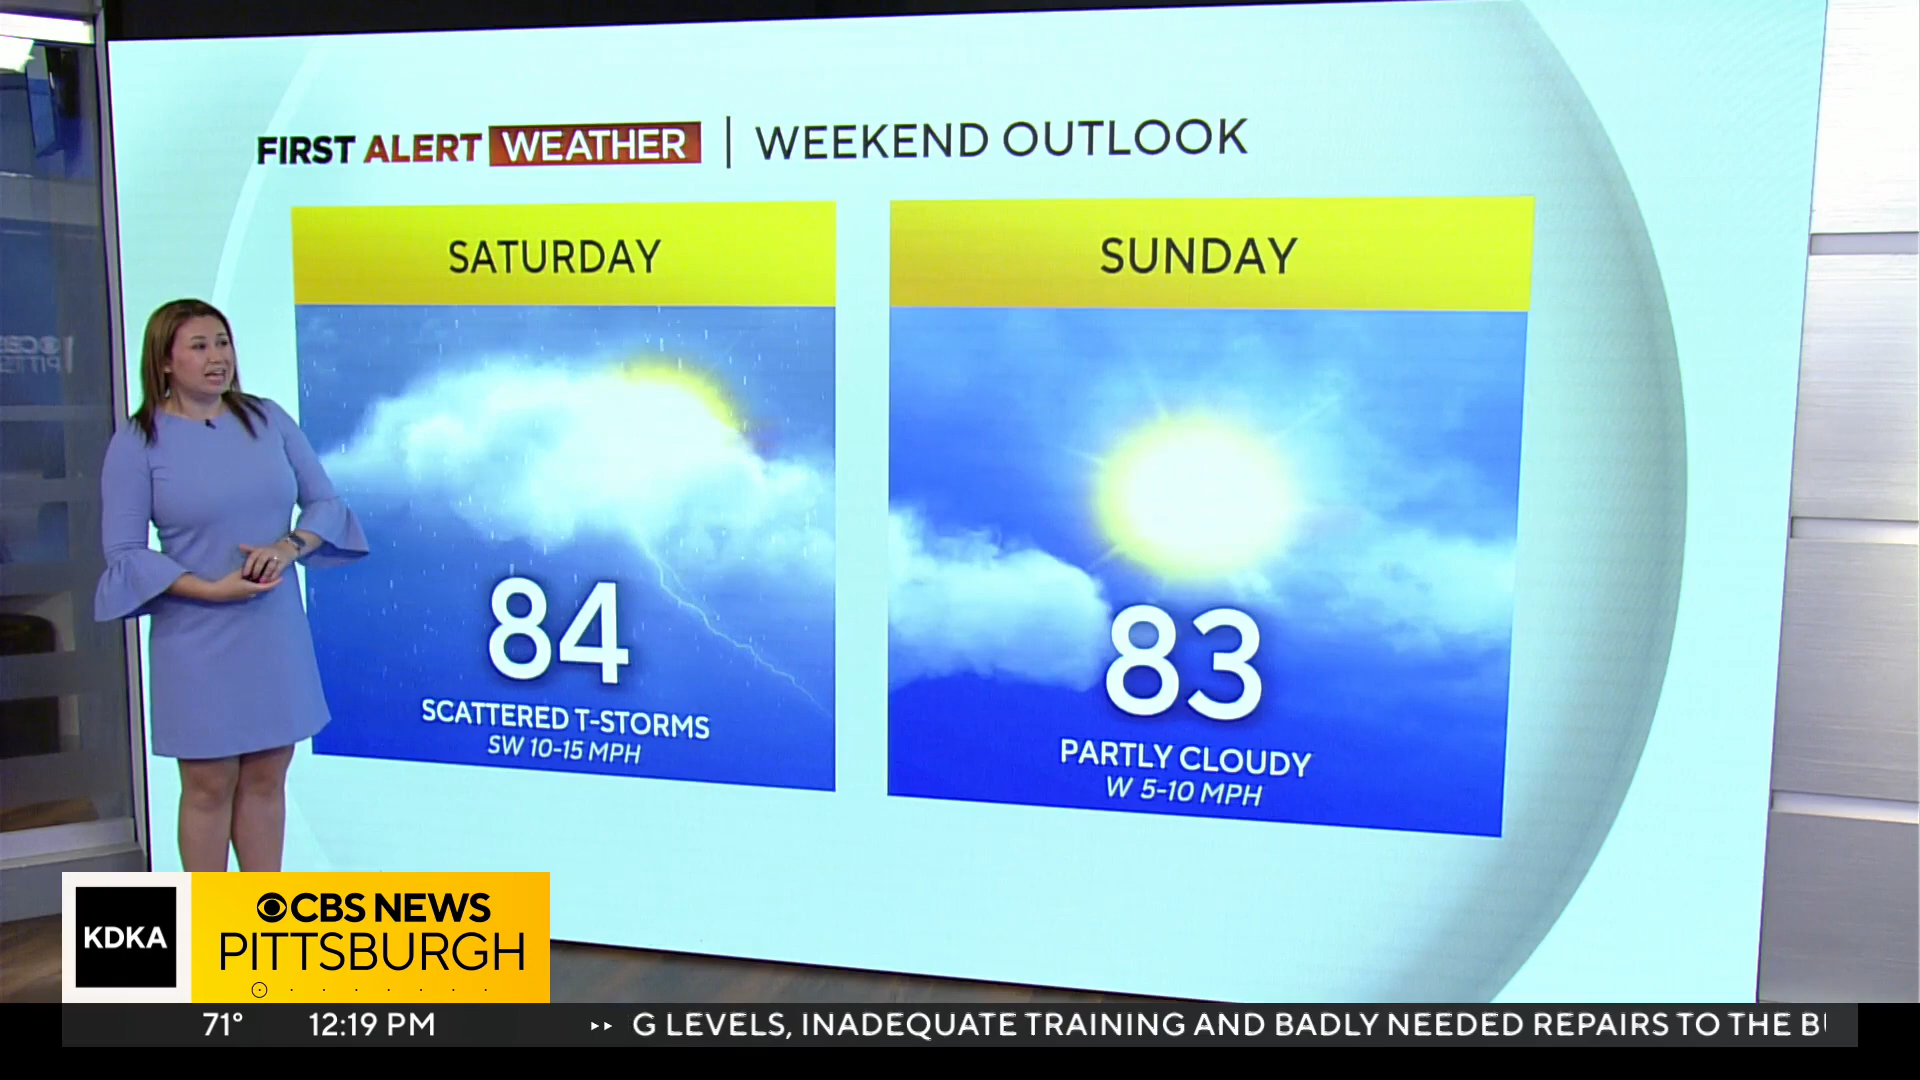 FIRST ALERT WEATHER | WEEKEND OUTLOOK
SATURDAY
84
SCATTERED T-STORMS
SW 10-15 MPH
SUNDAY
83
PARTLY CLOUDY
W 5-10 MPH
KDKA
CBS NEWS
PITTSBURGH
71° 12:19 PM G LEVELS, INADEQUATE TRAINING AND BADLY NEEDED REPAIRS TO THE